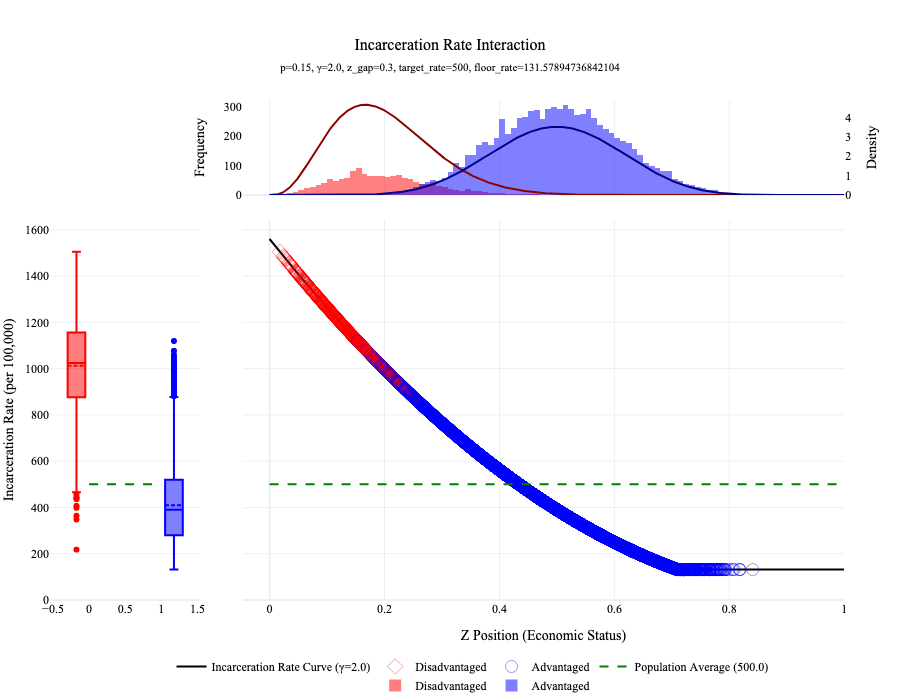 Incarceration Rate Interaction
p=0.15, γ=2.0, z_gap=0.3, target_rate=500, floor_rate=131.57894736842104
Frequency
300
200
100
0
4
3
2
1
0
Density
Incarceration Rate (per 100,000)
1600
1400
1200
1000
800
600
400
200
0
−0.5 0 0.5 1 1.5
0 0.2 0.4 0.6 0.8 1
Z Position (Economic Status)
Incarceration Rate Curve (γ=2.0) Disadvantaged Advantaged Population Average (500.0)
Disadvantaged Advantaged